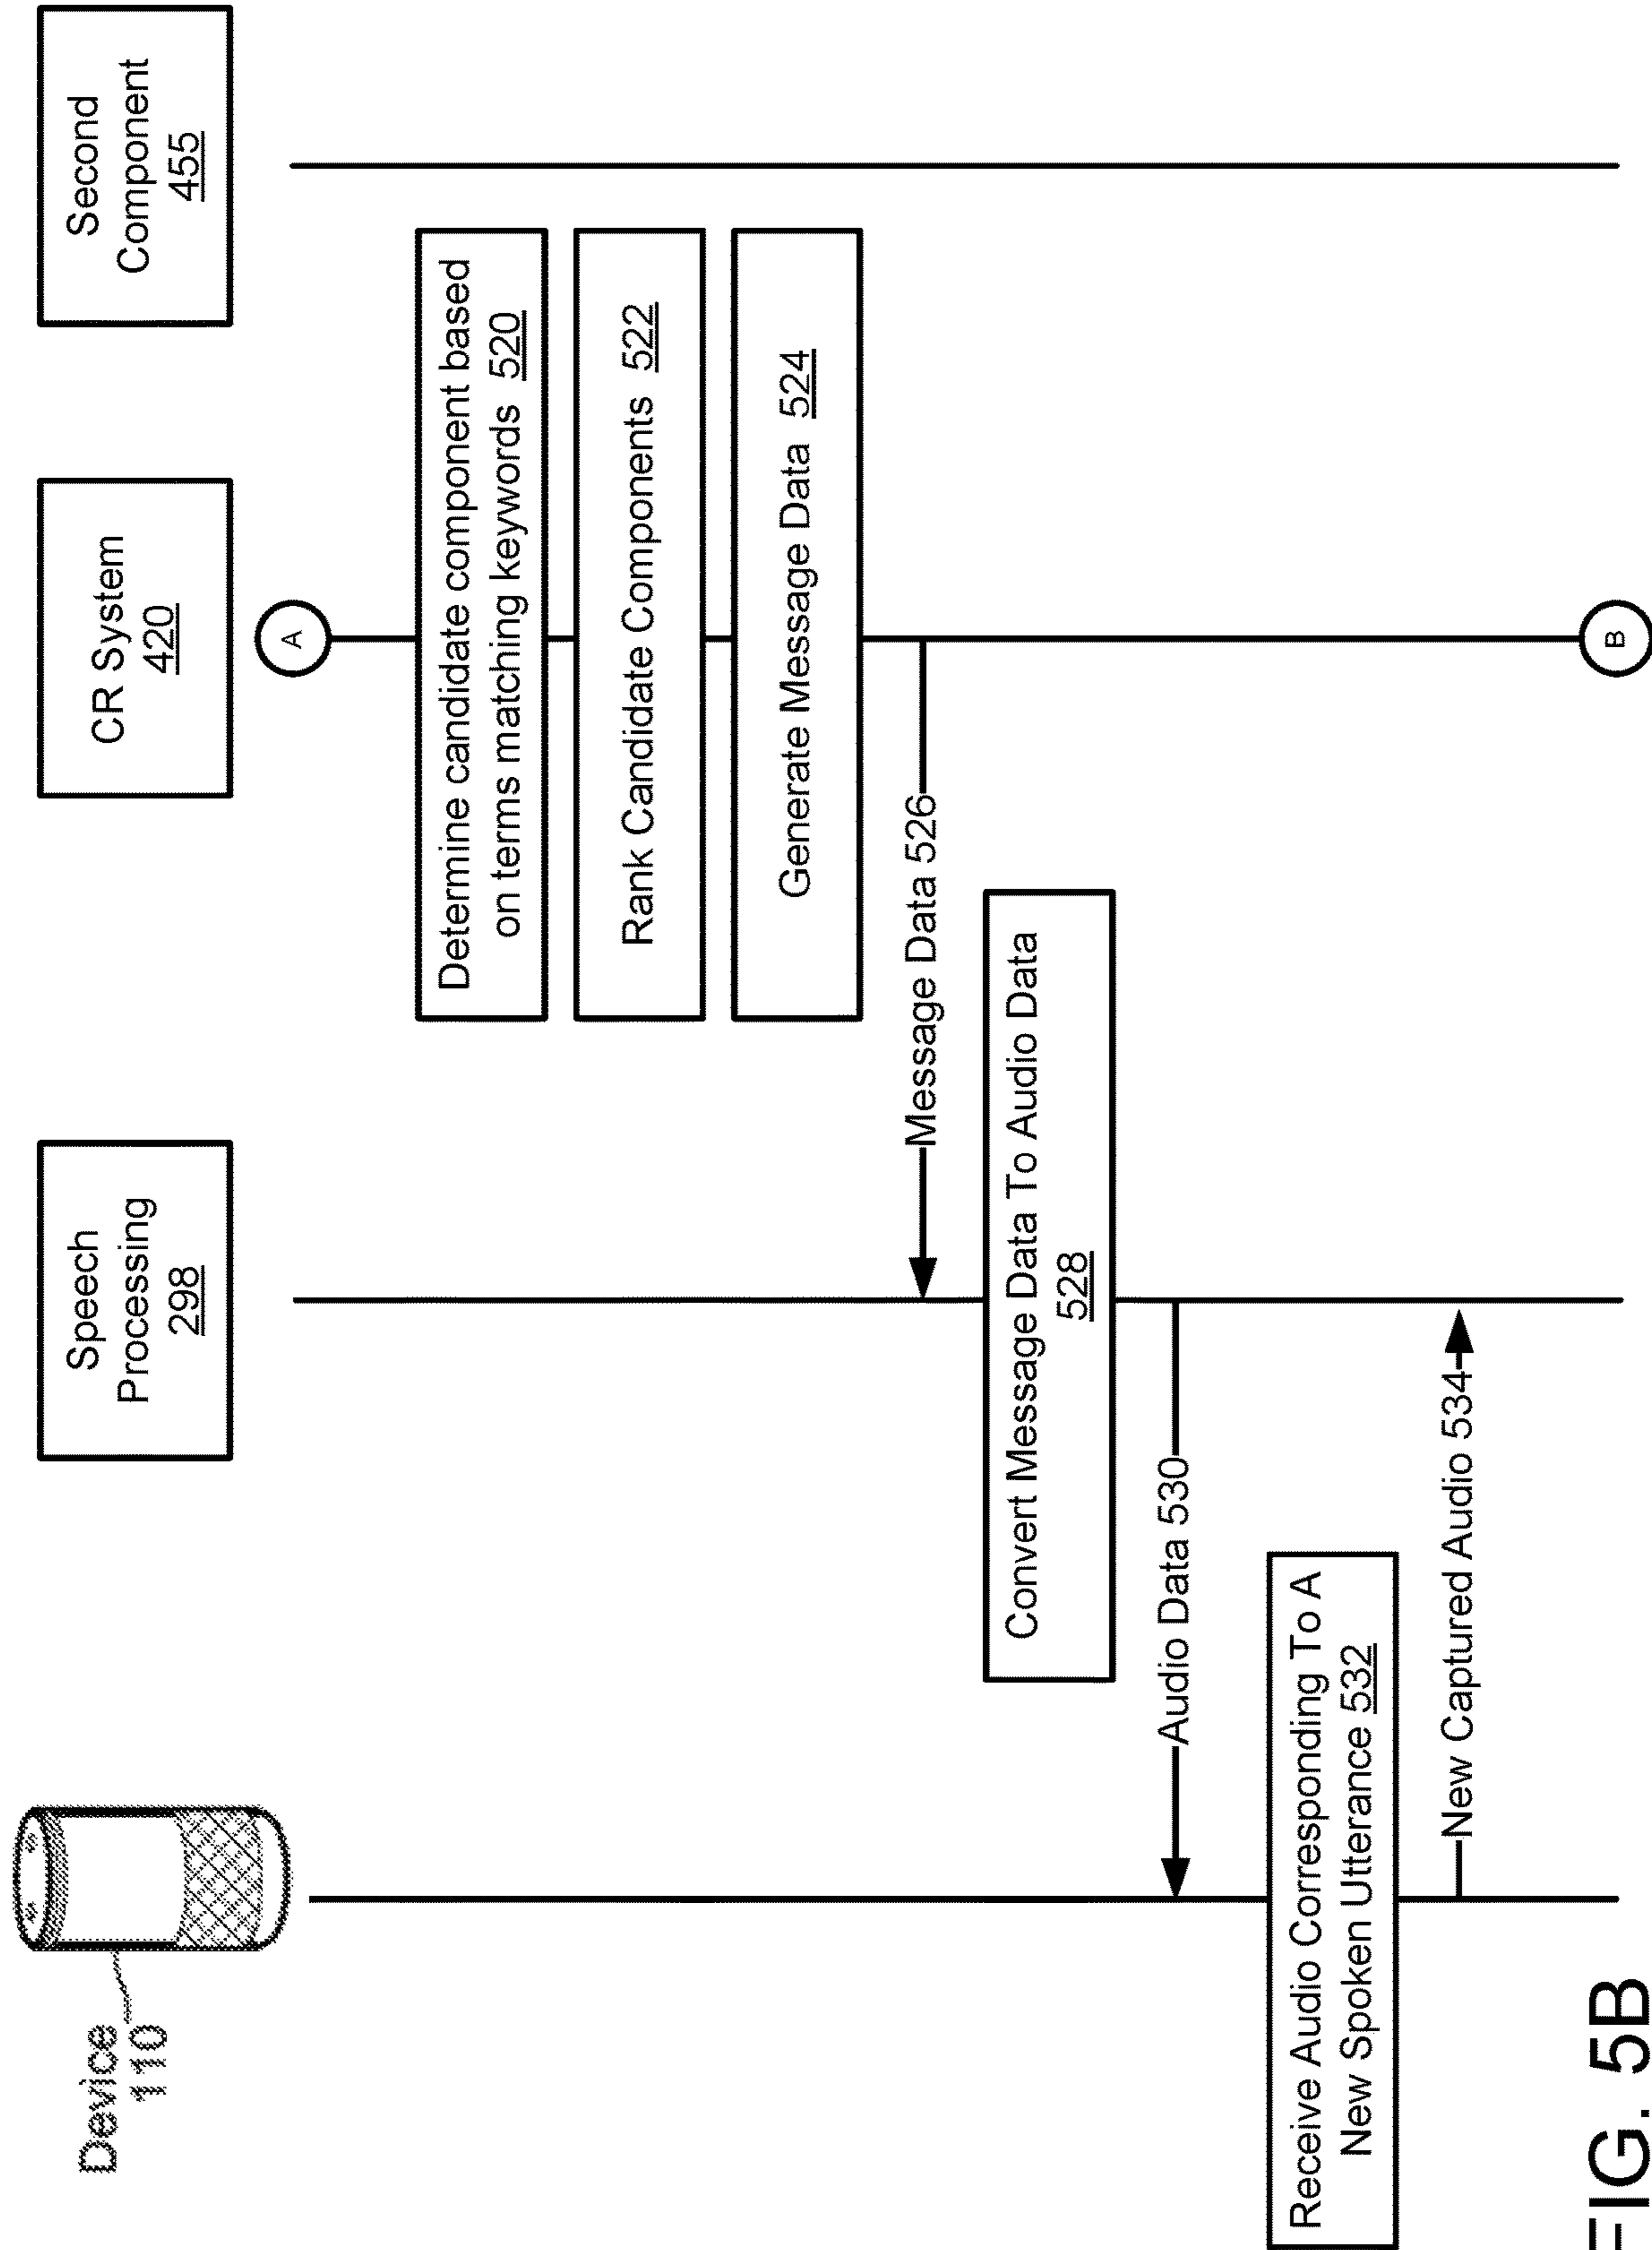 Device
110
Speech
Processing
298
CR System
420
Second
Component
455
A
Determine candidate component based
on terms matching keywords 520
Rank Candidate Components 522
Generate Message Data 524
Message Data 526
Convert Message Data To Audio Data
528
Audio Data 530
Receive Audio Corresponding To A
New Spoken Utterance 532
New Captured Audio 534
B
FIG. 5B